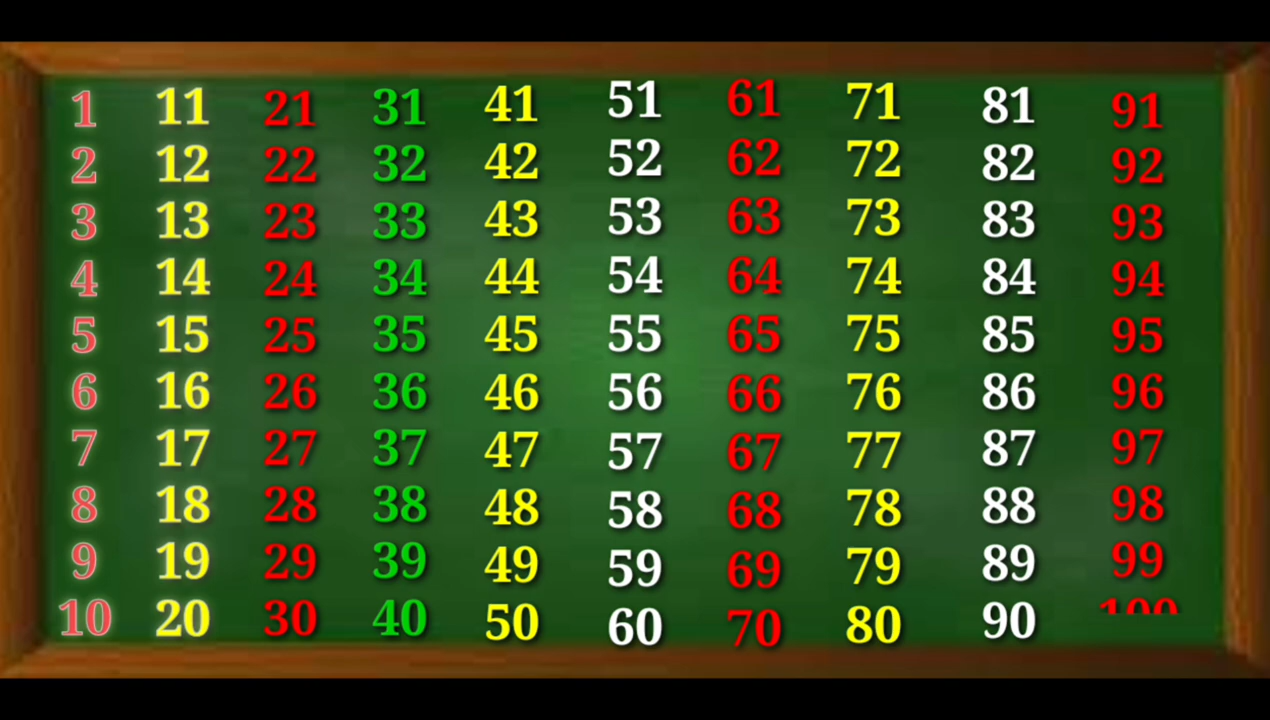 1 11 21 31 41 51 61 71 81 91
2 12 22 32 42 52 62 72 82 92
3 13 23 33 43 53 63 73 83 93
4 14 24 34 44 54 64 74 84 94
5 15 25 35 45 55 65 75 85 95
6 16 26 36 46 56 66 76 86 96
7 17 27 37 47 57 67 77 87 97
8 18 28 38 48 58 68 78 88 98
9 19 29 39 49 59 69 79 89 99
10 20 30 40 50 60 70 80 90 100